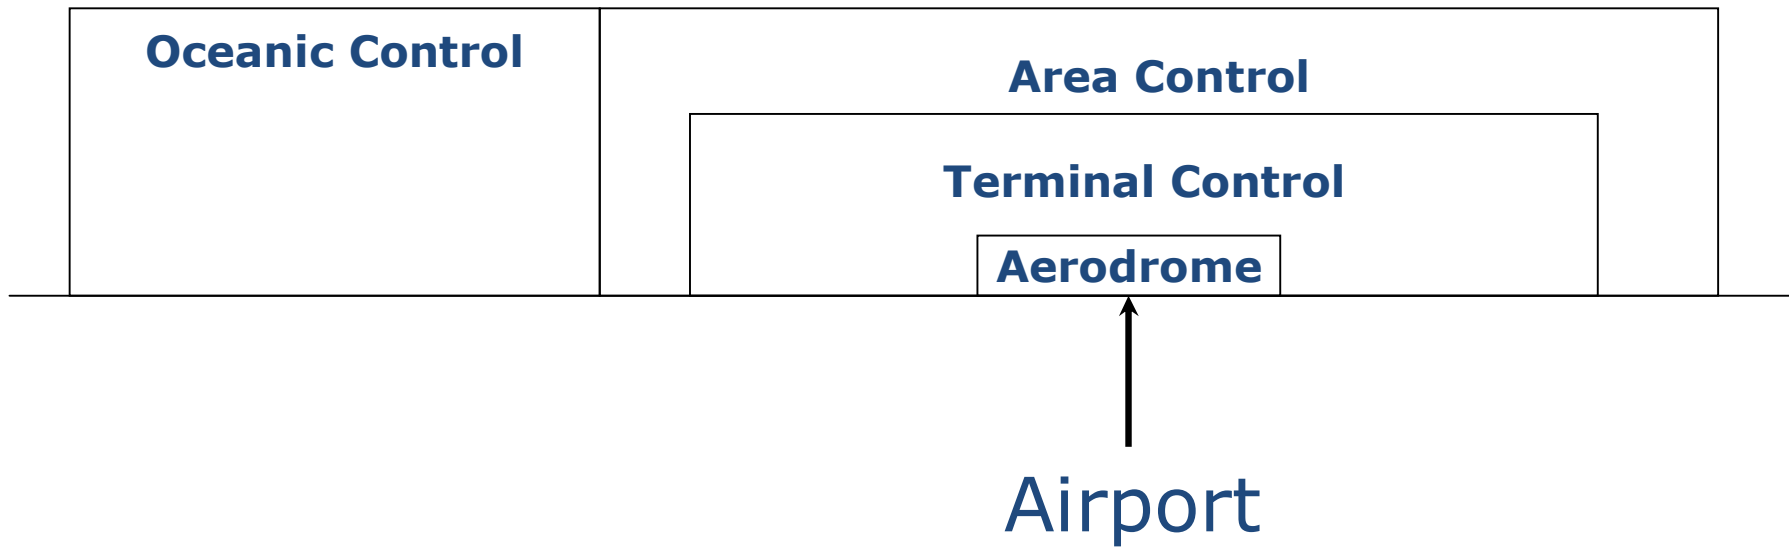 Oceanic Control
Area Control
Terminal Control
Aerodrome
Airport